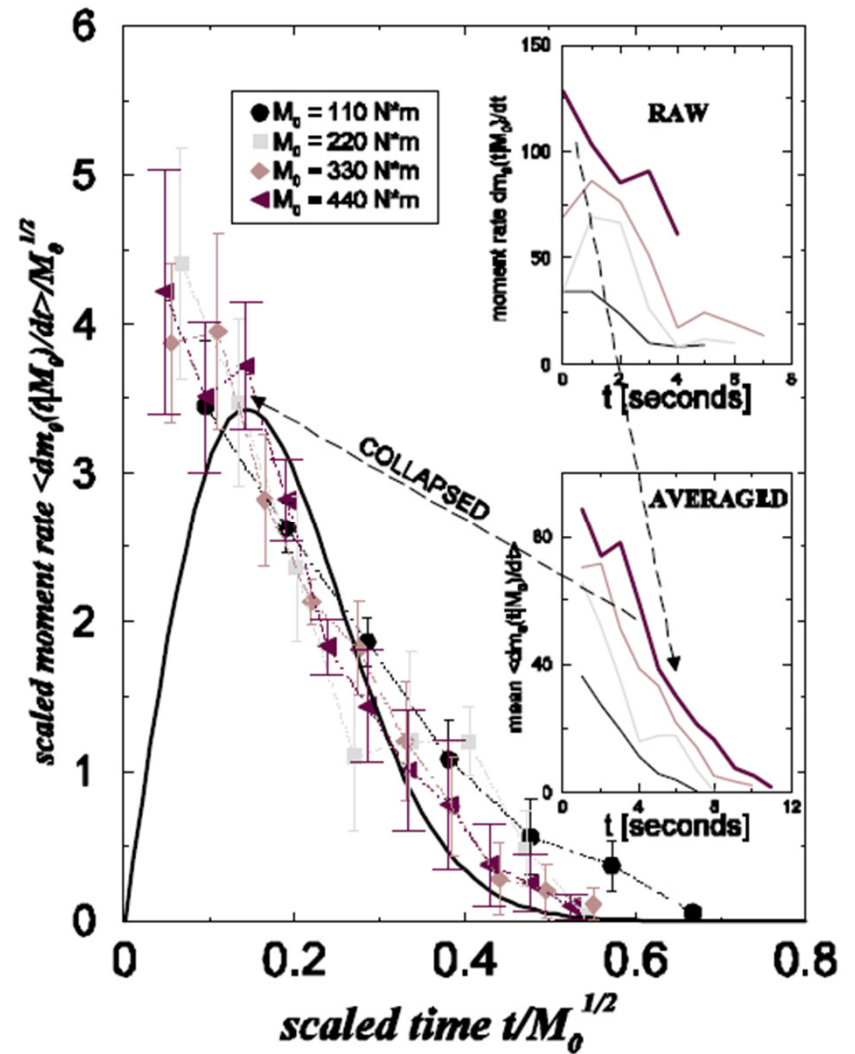 6
5
4
3
2
1
0
0
0.2
0.4
0.6
0.8
scaled moment rate <dm₀(t|M₀)/dt>/M₀^1/2
scaled time t/M₀^1/2
M₀ = 110 N*m
M₀ = 220 N*m
M₀ = 330 N*m
M₀ = 440 N*m
COLLAPSED
RAW
150
100
50
0
0
2
4
6
8
moment rate dm₀(t|M₀)/dt
t [seconds]
AVERAGED
80
40
0
0
4
8
12
mean <dm₀(t|M₀)/dt>
t [seconds]